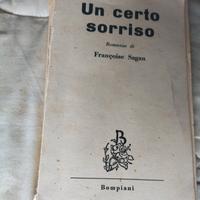 Un certo
sorriso
Romanzo di
Françoise Sagan
B
Bompiani